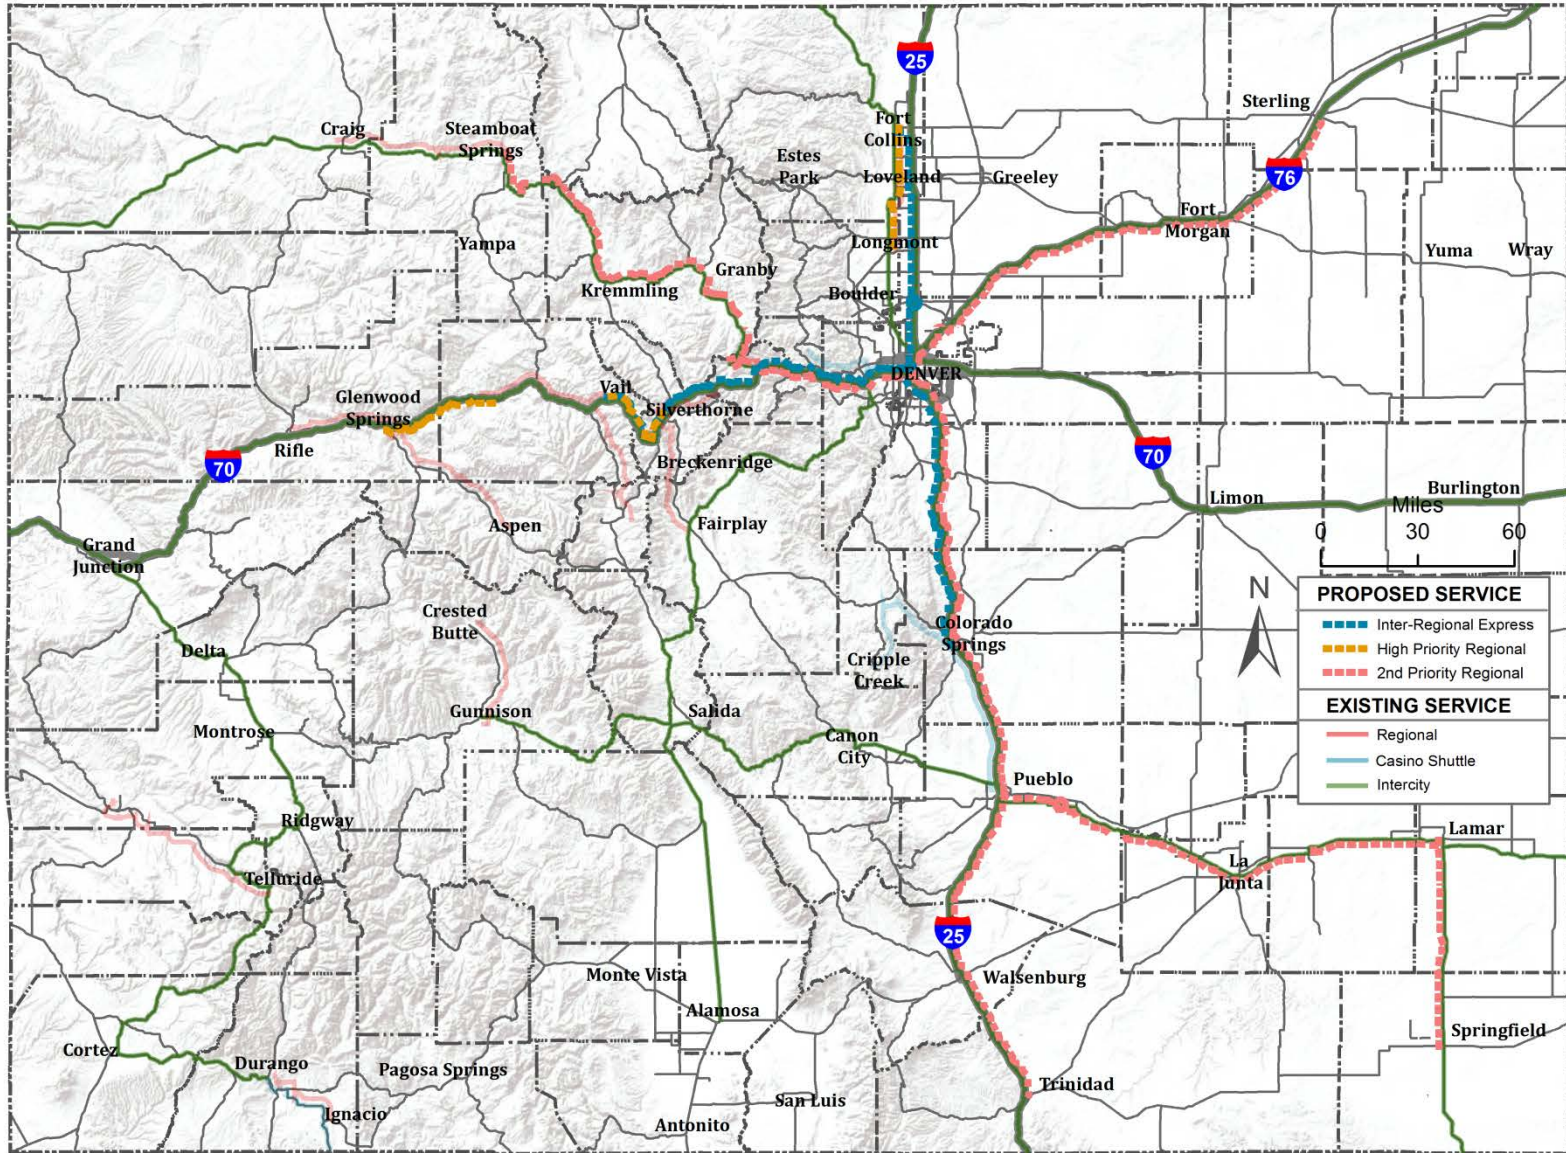 25
Sterling
Craig
Steamboat
Springs
Fort
Collins
Estes
Park
Loveland
Greeley
76
Fort
Morgan
Yampa
Longmont
Yuma
Wray
Granby
Kremmling
Boulder
DENVER
Vail
Glenwood
Springs
Silverthorne
Rifle
70
Breckenridge
70
Limon
Burlington
Miles
0
30
60
Aspen
Fairplay
Grand
Junction
N
PROPOSED SERVICE
Inter-Regional Express
High Priority Regional
2nd Priority Regional
EXISTING SERVICE
Regional
Casino Shuttle
Intercity
Crested
Butte
Colorado
Springs
Delta
Cripple
Creek
Gunnison
Salida
Montrose
Canon
City
Pueblo
Ridgway
Lamar
La
Junta
Telluride
25
Monte Vista
Walsenburg
Alamosa
Springfield
Cortez
Durango
Pagosa Springs
Trinidad
San Luis
Ignacio
Antonito